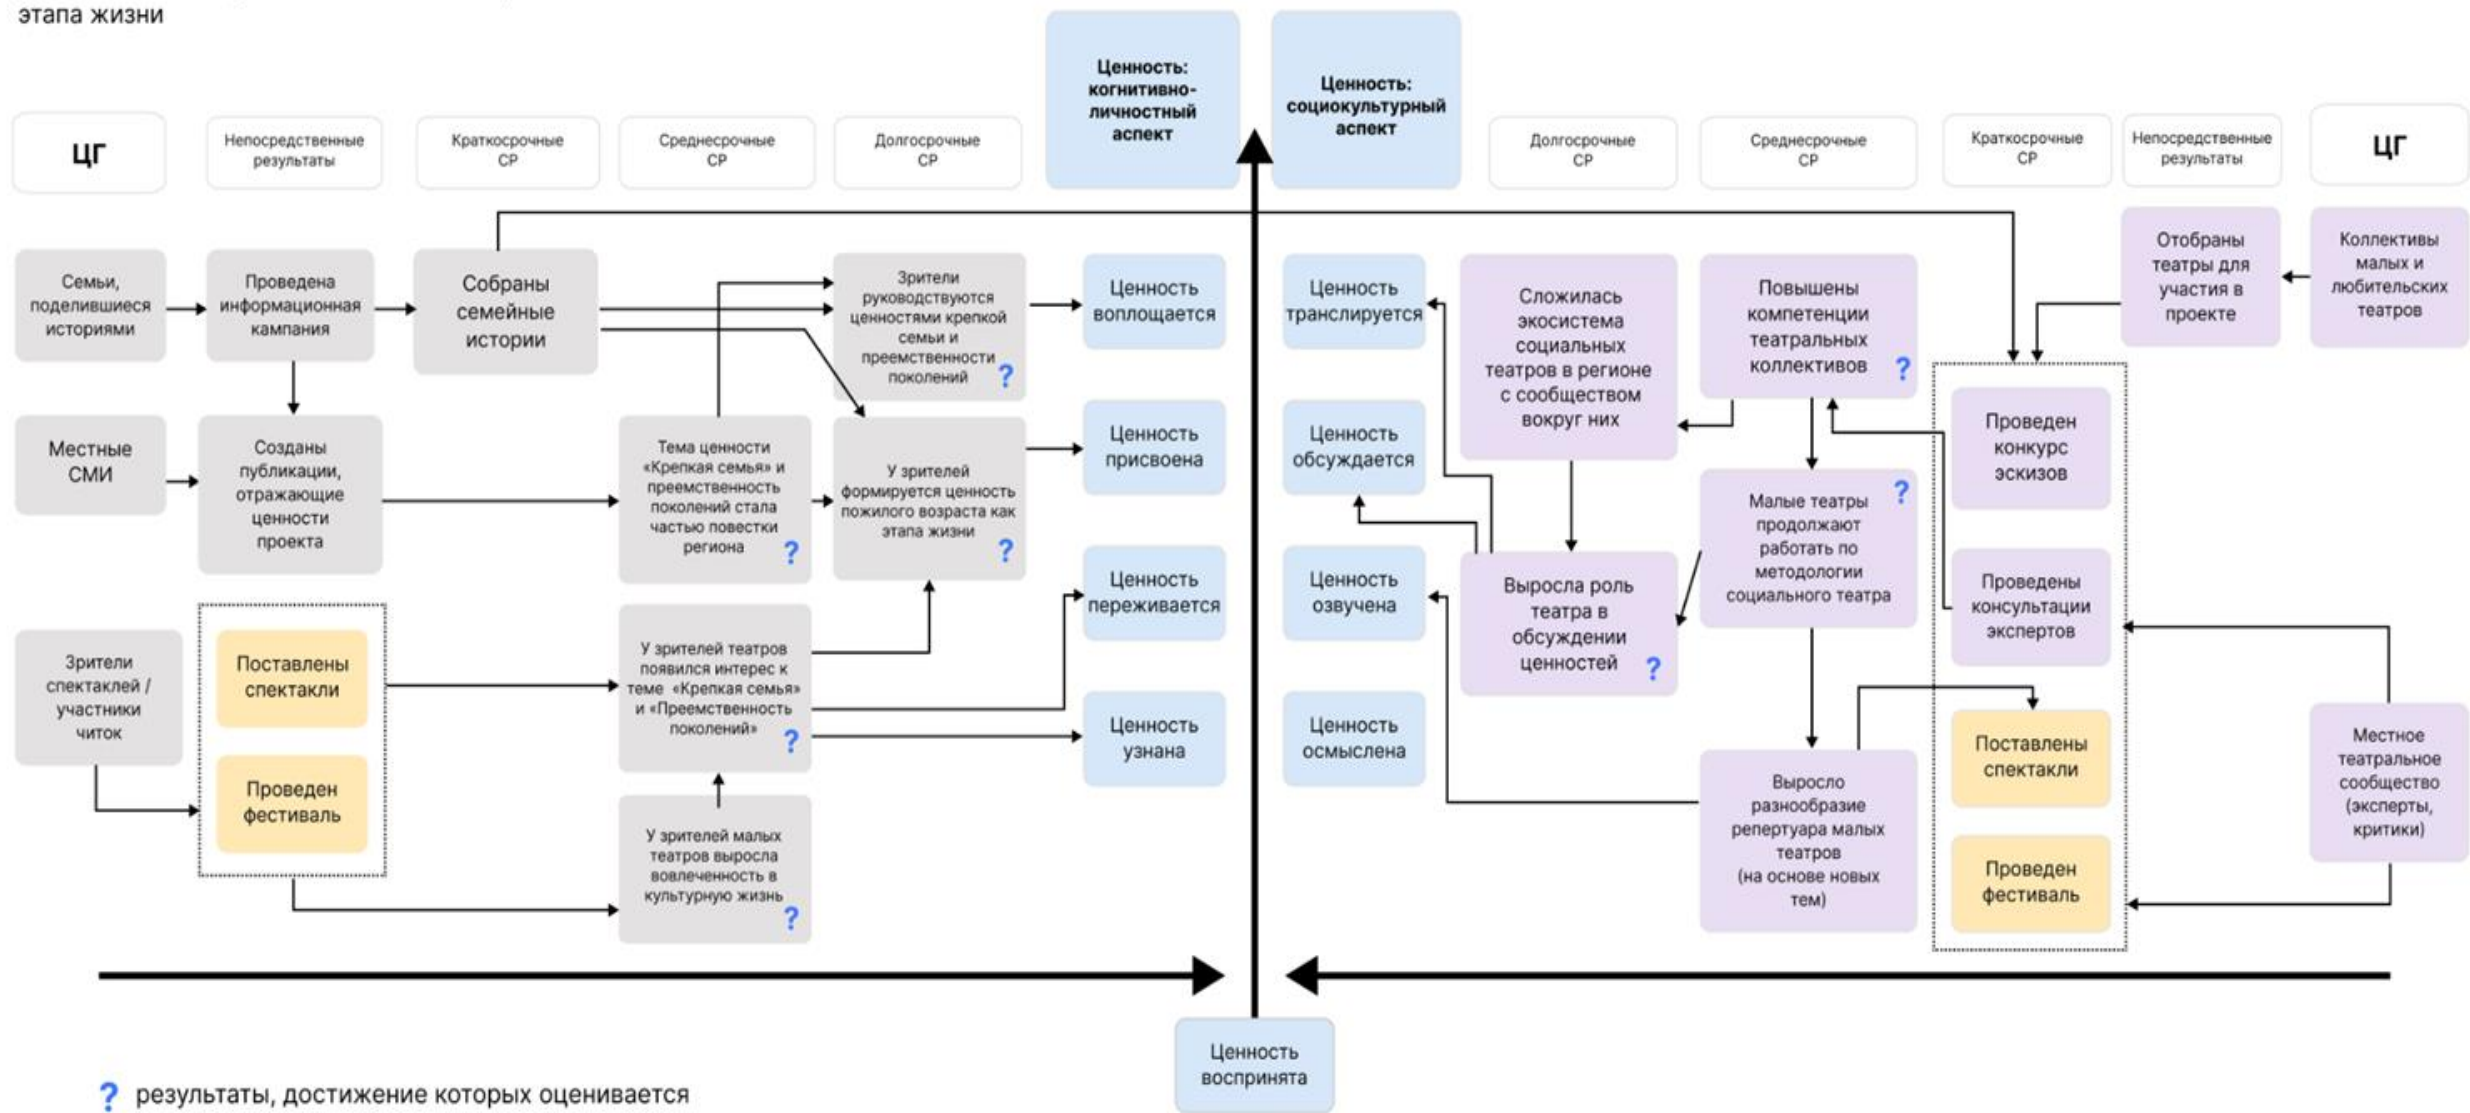 этапа жизни
Ценность:
когнитивно-
личностный
аспект
Ценность:
социокультурный
аспект
ЦГ
Непосредственные
результаты
Краткосрочные
СР
Среднесрочные
СР
Долгосрочные
СР
Долгосрочные
СР
Среднесрочные
СР
Краткосрочные
СР
Непосредственные
результаты
ЦГ
Семьи,
поделившиеся
историями
Проведена
информационная
кампания
Собраны
семейные
истории
Зрители
руководствуются
ценностями крепкой
семьи и
преемственности
поколений
?
Ценность
воплощается
Ценность
транслируется
Сложилась
экосистема
социальных
театров в регионе
с сообществом
вокруг них
Повышены
компетенции
театральных
коллективов
?
Отобраны
театры для
участия в
проекте
Коллективы
малых и
любительских
театров
Местные
СМИ
Созданы
публикации,
отражающие
ценности
проекта
Тема ценности
«Крепкая семья» и
преемственность
поколений стала
частью повестки
региона
?
У зрителей
формируется ценность
пожилого возраста как
этапа жизни
?
Ценность
присвоена
Ценность
обсуждается
Малые театры
продолжают
работать по
методологии
социального театра
?
Проведен
конкурс
эскизов
Зрители
спектаклей /
участники
читок
Поставлены
спектакли
Проведен
фестиваль
У зрителей театров
появился интерес к
теме «Крепкая семья»
и «Преемственность
поколений»
?
Ценность
переживается
Ценность
озвучена
Выросла роль
театра в
обсуждении
ценностей
?
Проведены
консультации
экспертов
У зрителей малых
театров выросла
вовлеченность в
культурную жизнь
?
Ценность
узнана
Ценность
осмыслена
Выросло
разнообразие
репертуара малых
театров
(на основе новых
тем)
Поставлены
спектакли
Проведен
фестиваль
Местное
театральное
сообщество
(эксперты,
критики)
Ценность
воспринята
? результаты, достижение которых оценивается